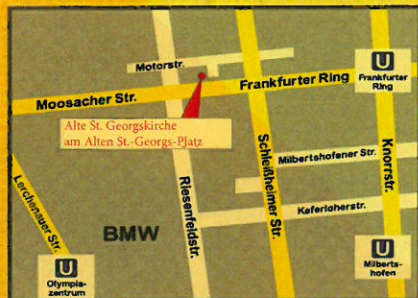 Motorstr.
U
Frankfurter
Ring
Frankfurter Ring
Moosacher Str.
Alte St. Georgskirche
am Alten St.-Georgs-Platz
Schleißheimer Str.
Knorrstr.
Milbertshofener Str.
Lerchenauer Str.
Riesenfeldstr.
Keferloherstr.
BMW
U
Olympia-
zentrum
U
Milberts-
hofen